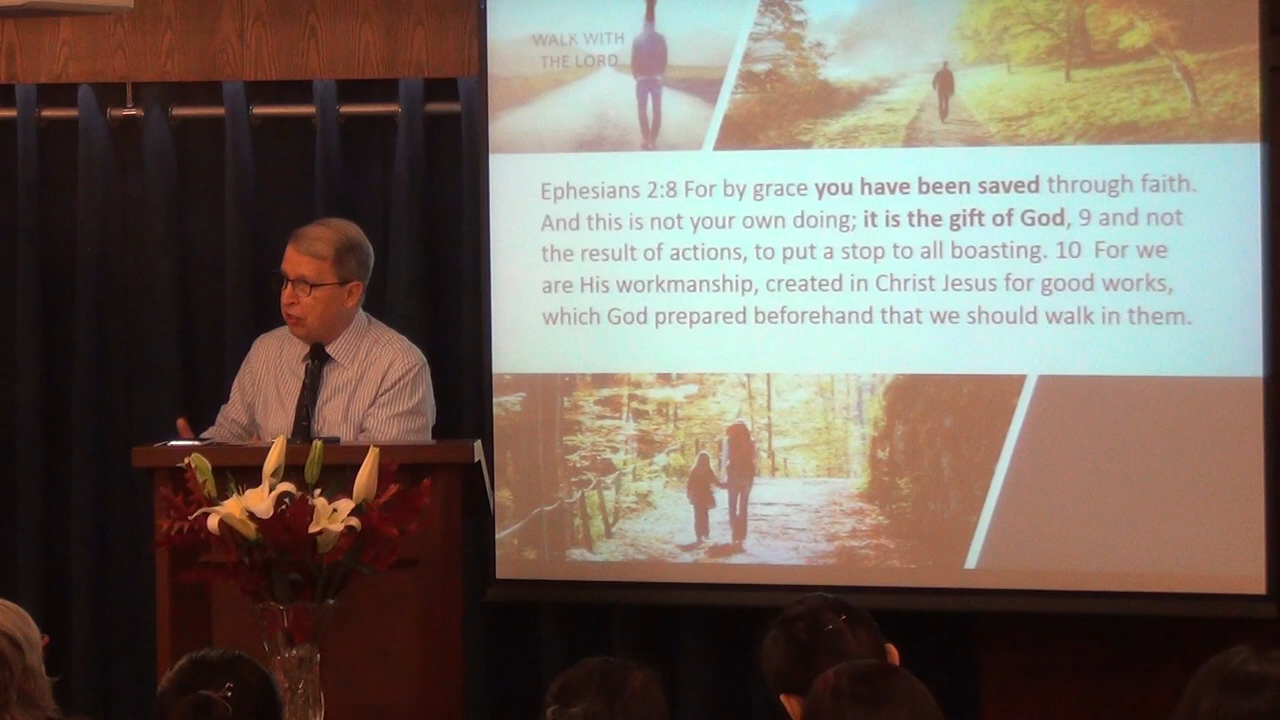 WALK WITH
THE LORD
Ephesians 2:8 For by grace you have been saved through faith.
And this is not your own doing; it is the gift of God, 9 and not
the result of actions, to put a stop to all boasting. 10 For we
are His workmanship, created in Christ Jesus for good works,
which God prepared beforehand that we should walk in them.